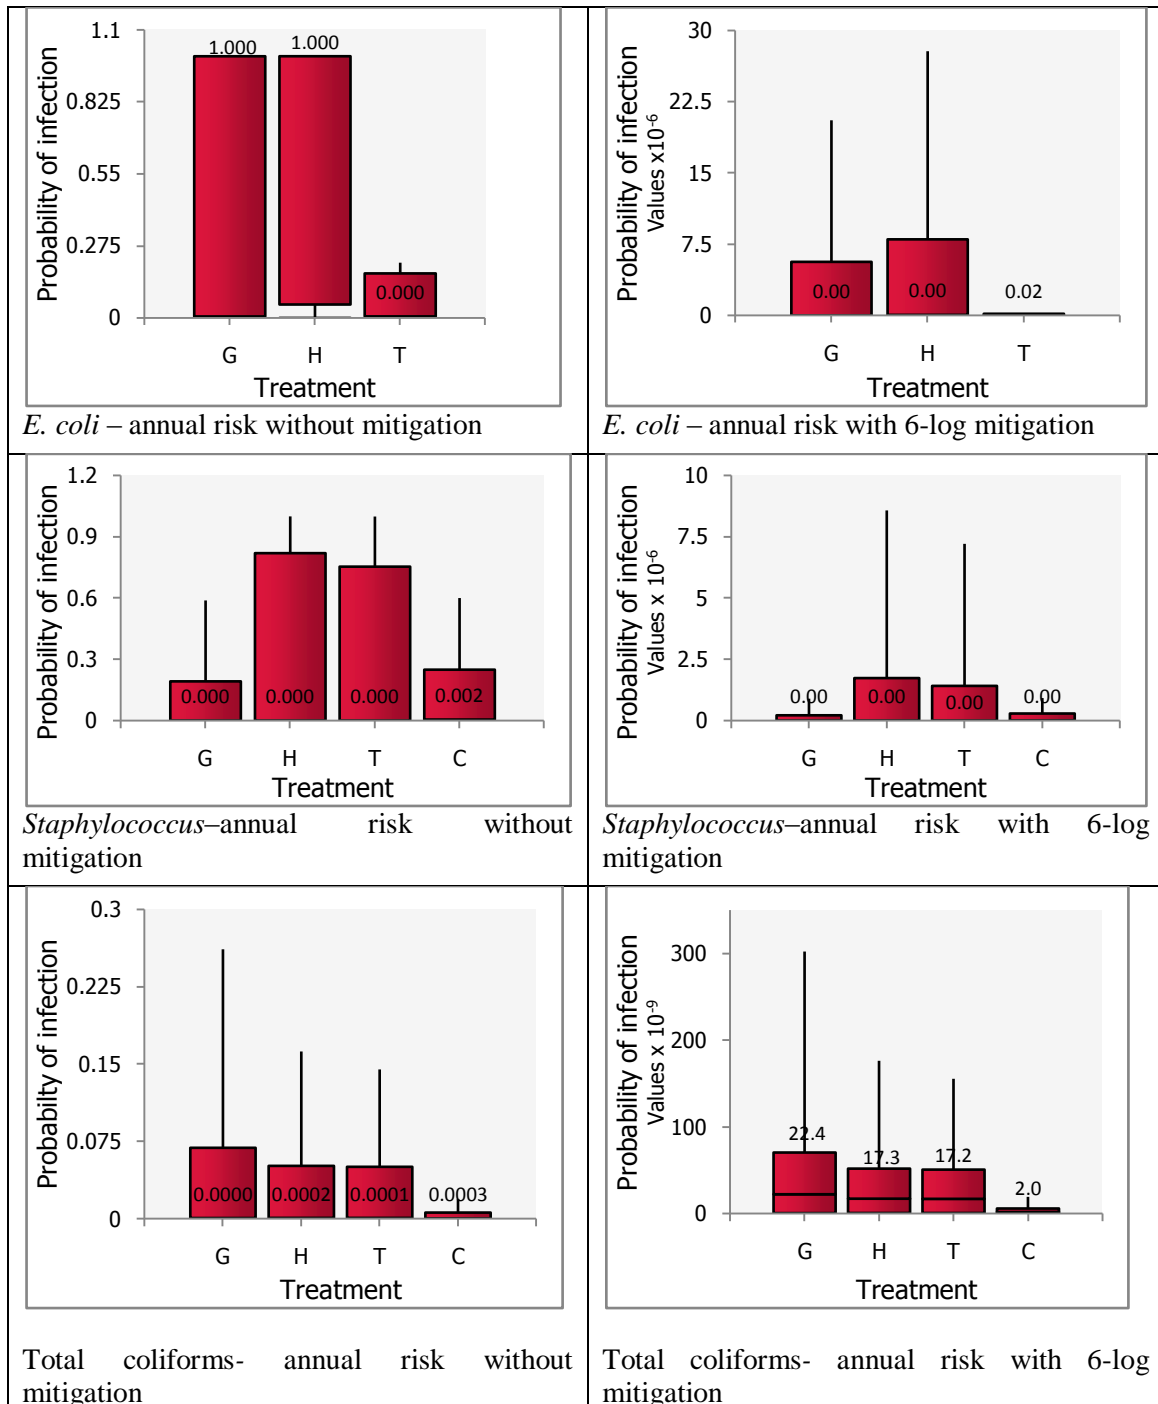 1.1
0.825
0.55
0.275
0
Probability of infection
1.000
1.000
0.000
G H T
Treatment
E. coli – annual risk without mitigation
30
22.5
15
7.5
0
Probability of infection
Values x10-6
0.00
0.00
0.02
G H T
Treatment
E. coli – annual risk with 6-log mitigation
1.2
0.9
0.6
0.3
0
Probability of infection
0.000 0.000 0.000 0.002
G H T C
Treatment
Staphylococcus–annual risk without
mitigation
10
7.5
5
2.5
0
Probability of infection
Values x 10-6
0.00 0.00 0.00 0.00
G H T C
Treatment
Staphylococcus–annual risk with 6-log
mitigation
0.3
0.225
0.15
0.075
0
Probability of infection
0.0000 0.0002 0.0001 0.0003
G H T C
Treatment
Total coliforms- annual risk without
mitigation
300
200
100
0
Probability of infection
Values x 10-9
22.4 17.3 17.2 2.0
G H T C
Treatment
Total coliforms- annual risk with 6-log
mitigation